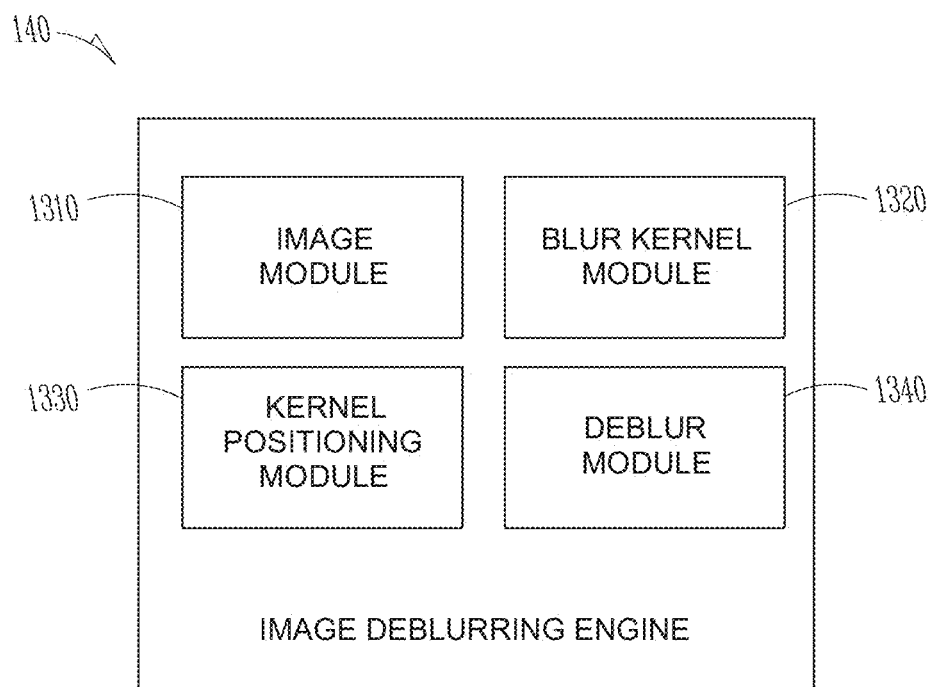 140
1310
IMAGE
MODULE
1320
BLUR KERNEL
MODULE
1330
KERNEL
POSITIONING
MODULE
1340
DEBLUR
MODULE
IMAGE DEBLURRING ENGINE